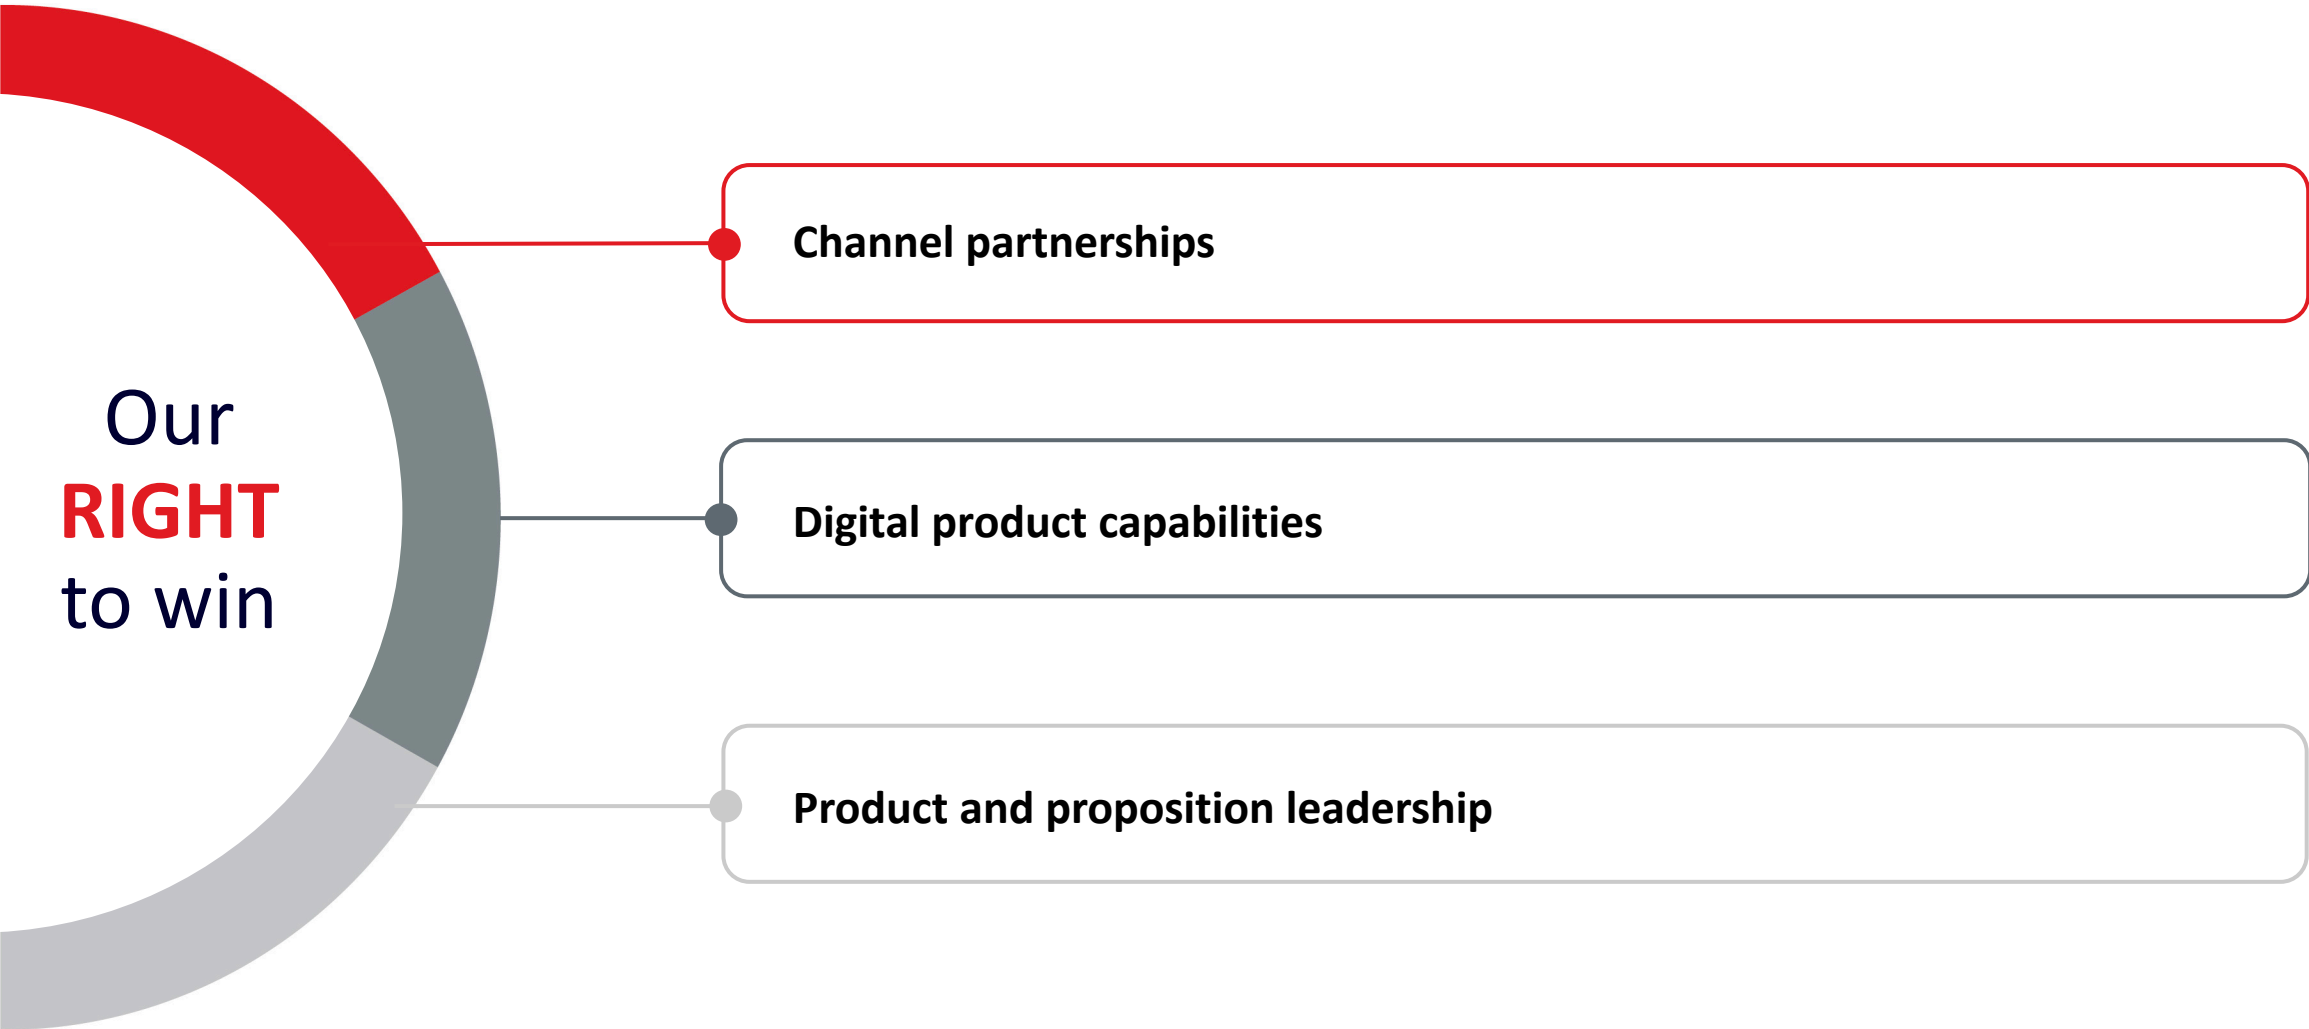 Our
RIGHT
to win
Channel partnerships
Digital product capabilities
Product and proposition leadership